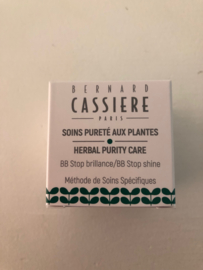 BERNARD
CASSIERE
PARIS
SOINS PURETÉ AUX PLANTES
HERBAL PURITY CARE
BB Stop brillance/BB Stop shine
Méthode de Soins Spécifiques